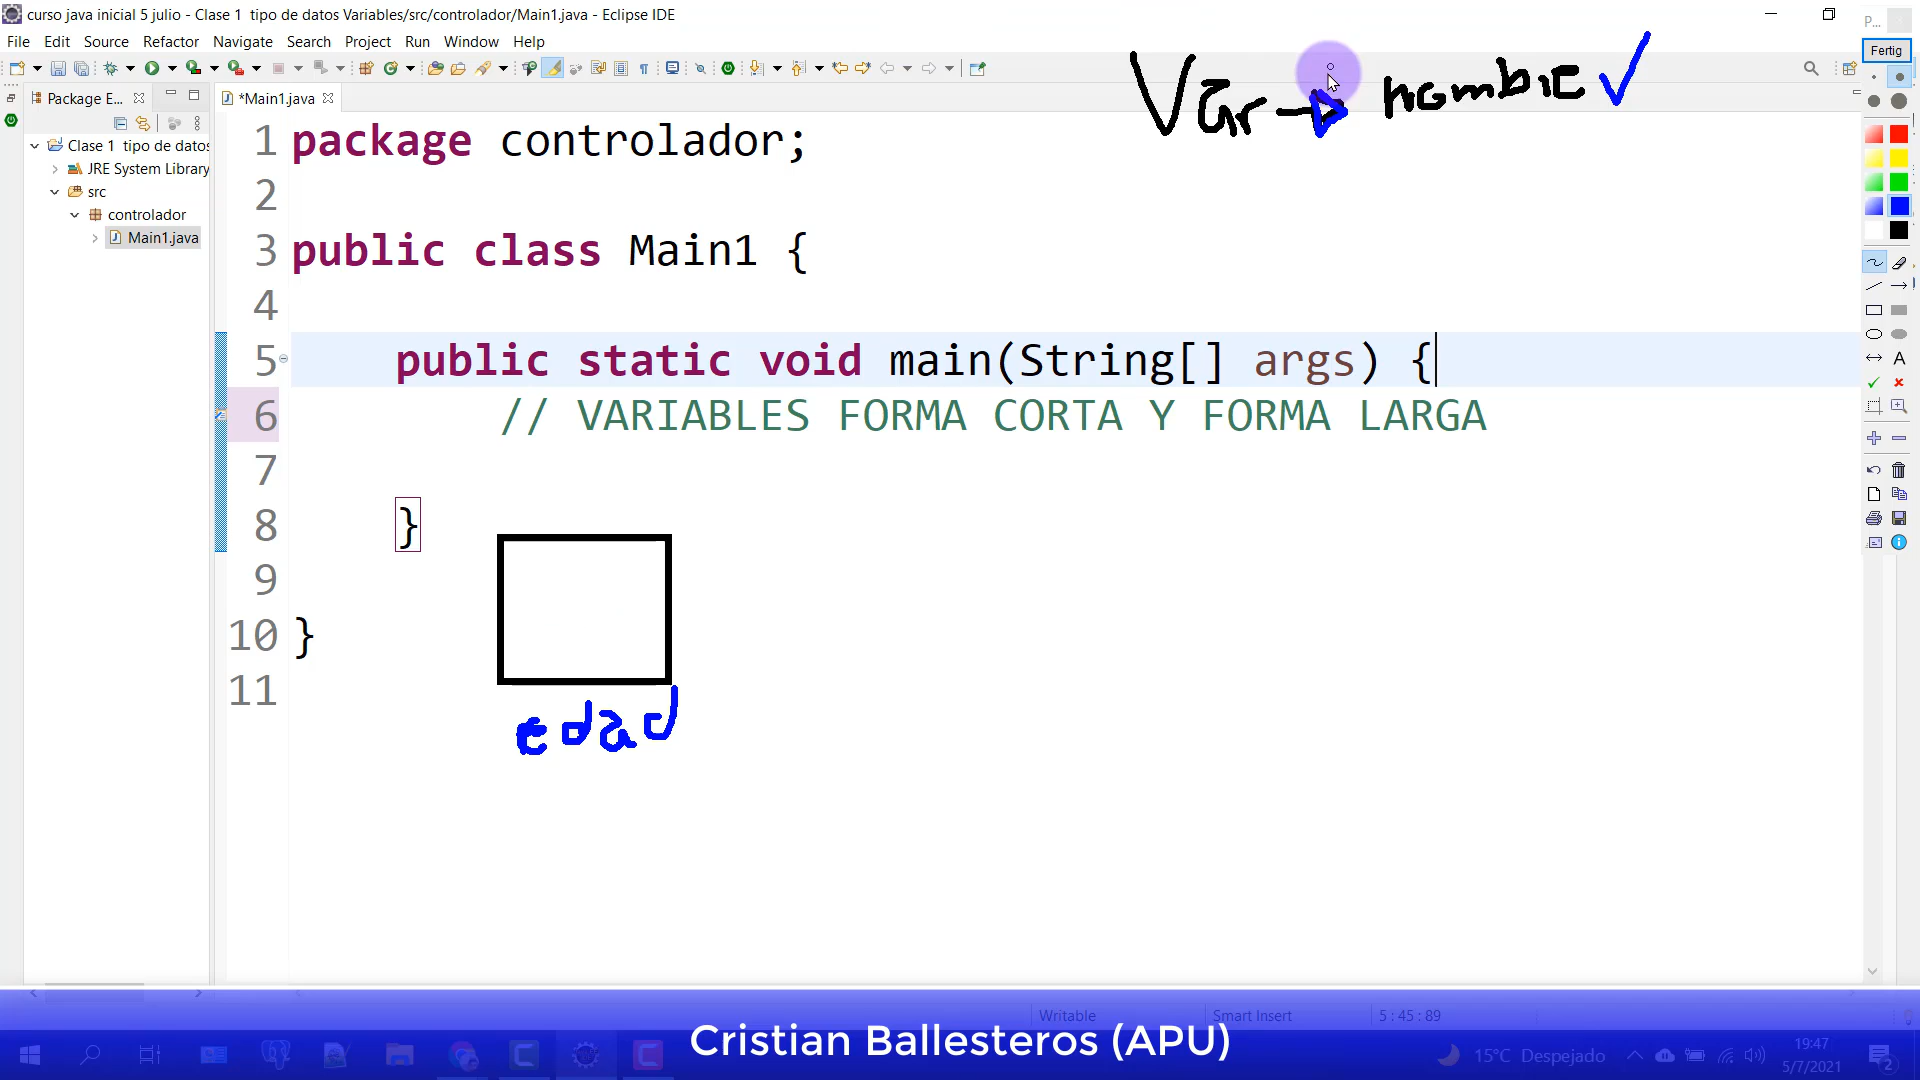 curso java inicial 5 julio - Clase 1 tipo de datos Variables/src/controlador/Main1.java - Eclipse IDE
P...
File Edit Source Refactor Navigate Search Project Run Window Help
Fertig
Var → nombre ✓
Package E...
*Main1.java
Clase 1 tipo de datos
JRE System Library
src
controlador
Main1.java
1 package controlador;
2
3 public class Main1 {
4
5 public static void main(String[] args) {
6 // VARIABLES FORMA CORTA Y FORMA LARGA
7
8 }
9
10 }
11
edad
Writable Smart Insert 5 : 45 : 89
Cristian Ballesteros (APU)
15°C Despejado
19:47
5/7/2021
2